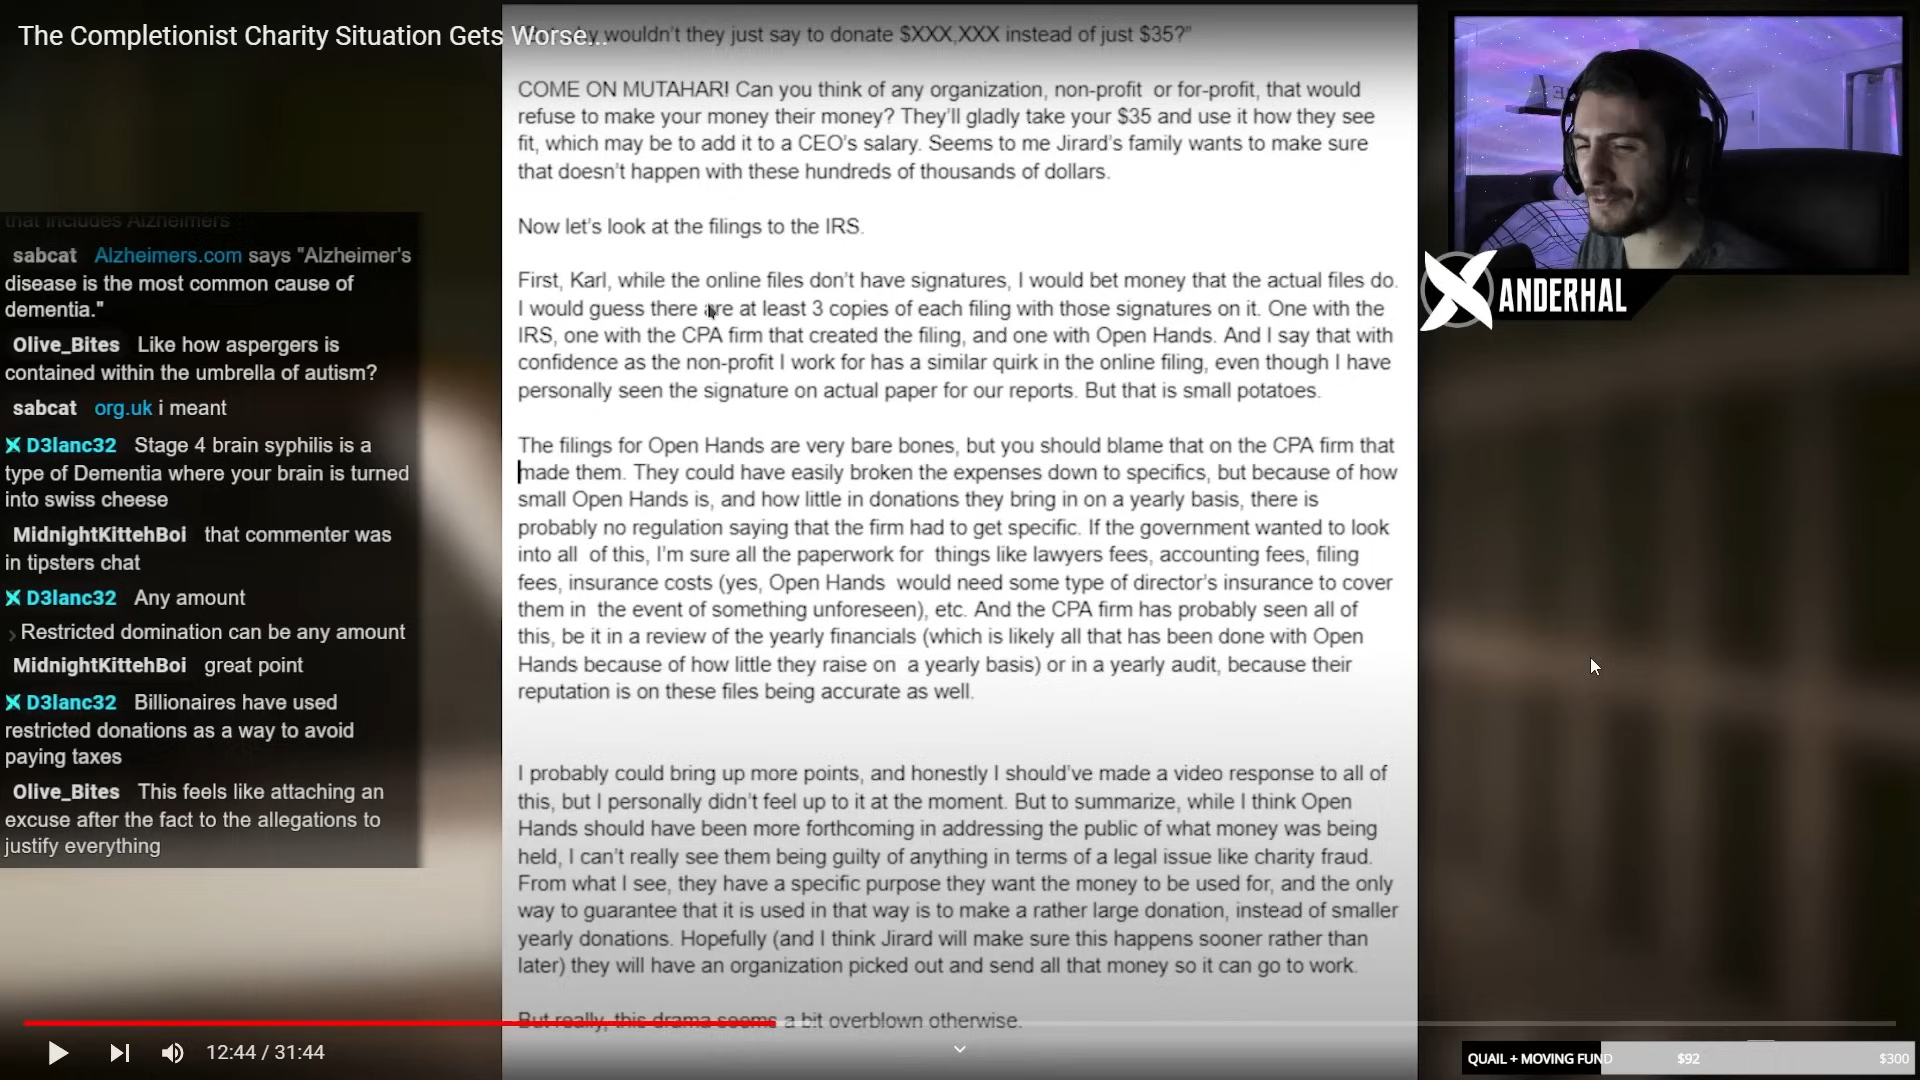 The Completionist Charity Situation Gets Worse...
wouldn't they just say to donate $XXX,XXX instead of just $35?"
COME ON MUTAHAR! Can you think of any organization, non-profit or for-profit, that would
refuse to make your money their money? They'll gladly take your $35 and use it how they see
fit, which may be to add it to a CEO's salary. Seems to me Jirard's family wants to make sure
that doesn't happen with these hundreds of thousands of dollars.
Now let's look at the filings to the IRS.
First, Karl, while the online files don't have signatures, I would bet money that the actual files do.
I would guess there are at least 3 copies of each filing with those signatures on it. One with the
IRS, one with the CPA firm that created the filing, and one with Open Hands. And I say that with
confidence as the non-profit I work for has a similar quirk in the online filing, even though I have
personally seen the signature on actual paper for our reports. But that is small potatoes.
The filings for Open Hands are very bare bones, but you should blame that on the CPA firm that
made them. They could have easily broken the expenses down to specifics, but because of how
small Open Hands is, and how little in donations they bring in on a yearly basis, there is
probably no regulation saying that the firm had to get specific. If the government wanted to look
into all of this, I'm sure all the paperwork for things like lawyers fees, accounting fees, filing
fees, insurance costs (yes, Open Hands would need some type of director's insurance to cover
them in the event of something unforeseen), etc. And the CPA firm has probably seen all of
this, be it in a review of the yearly financials (which is likely all that has been done with Open
Hands because of how little they raise on a yearly basis) or in a yearly audit, because their
reputation is on these files being accurate as well.
I probably could bring up more points, and honestly I should've made a video response to all of
this, but I personally didn't feel up to it at the moment. But to summarize, while I think Open
Hands should have been more forthcoming in addressing the public of what money was being
held, I can't really see them being guilty of anything in terms of a legal issue like charity fraud.
From what I see, they have a specific purpose they want the money to be used for, and the only
way to guarantee that it is used in that way is to make a rather large donation, instead of smaller
yearly donations. Hopefully (and I think Jirard will make sure this happens sooner rather than
later) they will have an organization picked out and send all that money so it can go to work.
But really, this drama seems a bit overblown otherwise.
that includes Alzheimers
sabcat Alzheimers.com says "Alzheimer's
disease is the most common cause of
dementia."
Olive_Bites Like how aspergers is
contained within the umbrella of autism?
sabcat org.uk i meant
D3lanc32 Stage 4 brain syphilis is a
type of Dementia where your brain is turned
into swiss cheese
MidnightKittehBoi that commenter was
in tipsters chat
D3lanc32 Any amount
Restricted domination can be any amount
MidnightKittehBoi great point
D3lanc32 Billionaires have used
restricted donations as a way to avoid
paying taxes
Olive_Bites This feels like attaching an
excuse after the fact to the allegations to
justify everything
XANDERHAL
12:44 / 31:44
QUAIL + MOVING FUND $92 $300